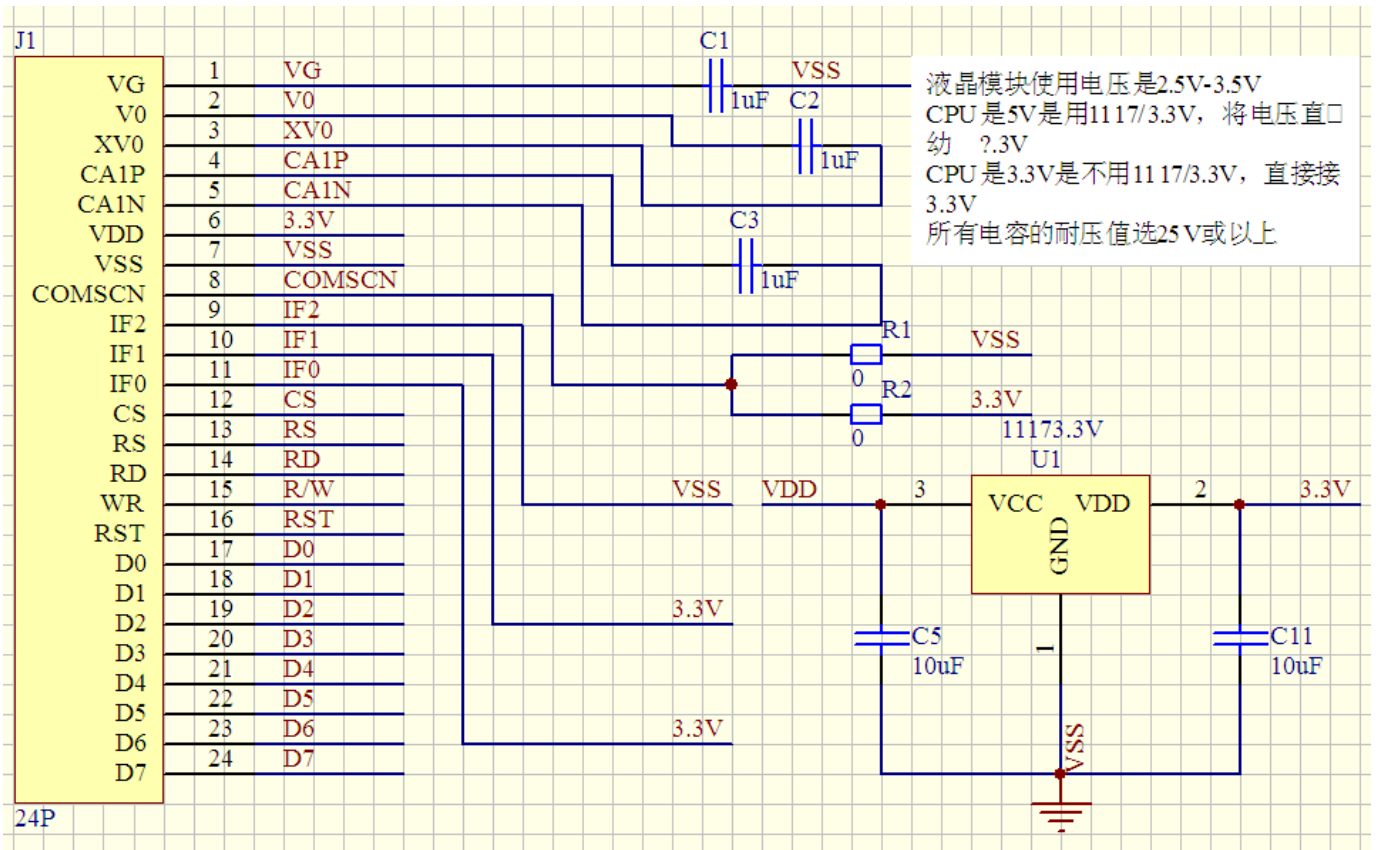 J1
VG 1 VG
V0 2 V0
XV0 3 XV0
CA1P 4 CA1P
CA1N 5 CA1N
VDD 6 3.3V
VSS 7 VSS
COMSCN 8 COMSCN
IF2 9 IF2
IF1 10 IF1
IF0 11 IF0
CS 12 CS
RS 13 RS
RD 14 RD
WR 15 R/W
RST 16 RST
D0 17 D0
D1 18 D1
D2 19 D2
D3 20 D3
D4 21 D4
D5 22 D5
D6 23 D6
D7 24 D7
24P
C1
1uF
VSS
C2
1uF
C3
1uF
液晶模块使用电压是2.5V-3.5V
CPU是5V是用1117/3.3V，将电压直□
幼 ?.3V
CPU是3.3V是不用1117/3.3V，直接接
3.3V
所有电容的耐压值选25V或以上
R1
0
VSS
R2
0
3.3V
11173.3V
U1
VSS
VDD
3
VCC VDD
GND
2
3.3V
1
3.3V
C5
10uF
C11
10uF
3.3V
VSS